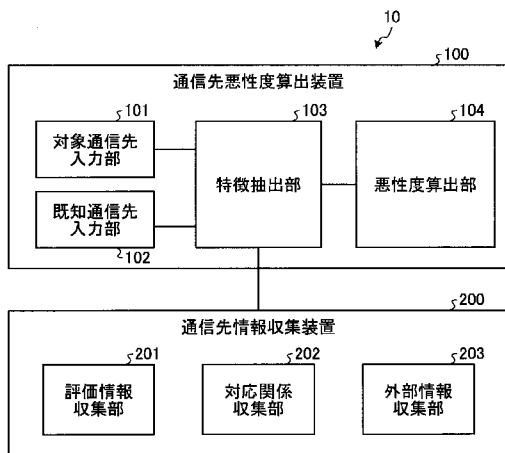 10
100
通信先悪性度算出装置
101
対象通信先
入力部
103
特徴抽出部
104
悪性度算出部
既知通信先
入力部
102
200
通信先情報収集装置
201
評価情報
収集部
202
対応関係
収集部
203
外部情報
収集部